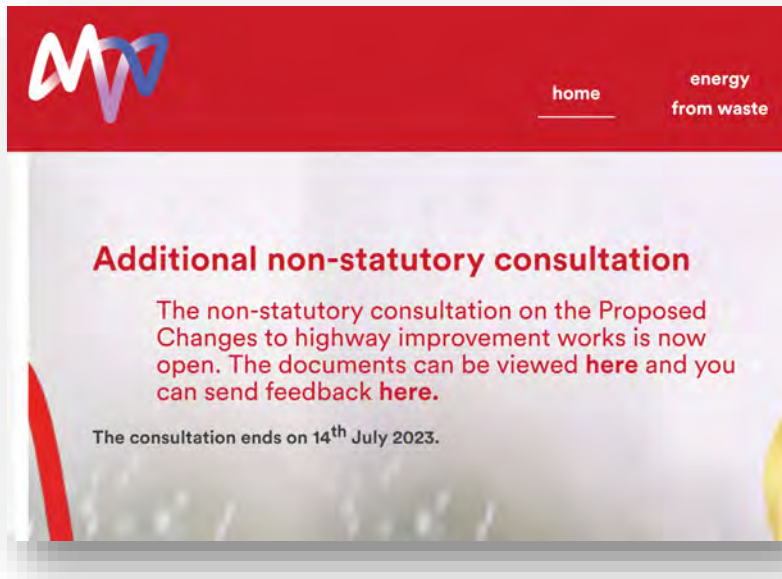 MVV
home
energy
from waste
Additional non-statutory consultation
The non-statutory consultation on the Proposed
Changes to highway improvement works is now
open. The documents can be viewed here and you
can send feedback here.
The consultation ends on 14th July 2023.